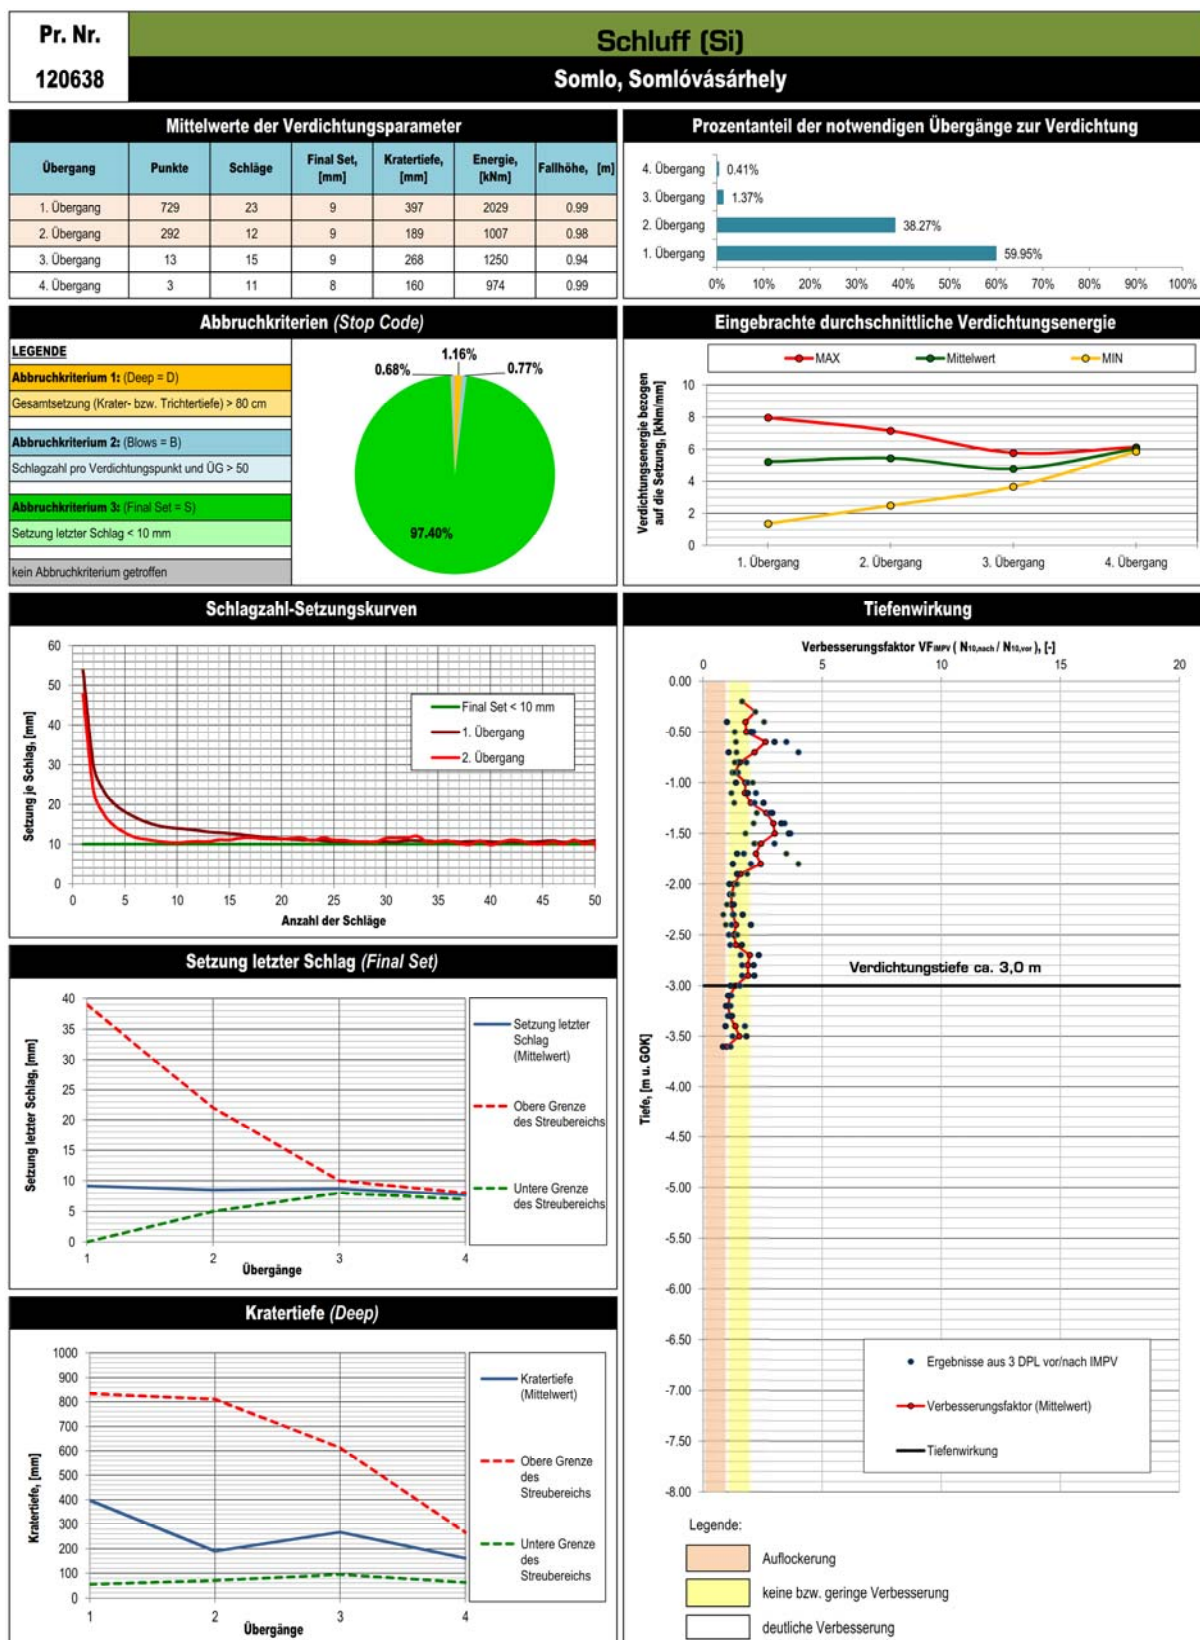 Pr. Nr.
120638
Schluff (Si)
Somlo, Somlóvásárhely
Mittelwerte der Verdichtungsparameter
Übergang Punkte Schläge Final Set, [mm] Kratertiefe, [mm] Energie, [kNm] Fallhöhe, [m]
1. Übergang 729 23 9 397 2029 0.99
2. Übergang 292 12 9 189 1007 0.98
3. Übergang 13 15 9 268 1250 0.94
4. Übergang 3 11 8 160 974 0.99
Prozentanteil der notwendigen Übergänge zur Verdichtung
4. Übergang 0.41%
3. Übergang 1.37%
2. Übergang 38.27%
1. Übergang 59.95%
0% 10% 20% 30% 40% 50% 60% 70% 80% 90% 100%
Abbruchkriterien (Stop Code)
LEGENDE
Abbruchkriterium 1: (Deep = D)
Gesamtsetzung (Krater- bzw. Trichtertiefe) > 80 cm
Abbruchkriterium 2: (Blows = B)
Schlagzahl pro Verdichtungspunkt und ÜG > 50
Abbruchkriterium 3: (Final Set = S)
Setzung letzter Schlag < 10 mm
kein Abbruchkriterium getroffen
1.16%
0.68%
0.77%
97.40%
Eingebrachte durchschnittliche Verdichtungsenergie
MAX Mittelwert MIN
Verdichtungsenergie bezogen
auf die Setzung, [kNm/mm]
10
8
6
4
2
0
1. Übergang 2. Übergang 3. Übergang 4. Übergang
Schlagzahl-Setzungskurven
Setzung je Schlag, [mm]
60
50
40
30
20
10
0
Final Set < 10 mm
1. Übergang
2. Übergang
0 5 10 15 20 25 30 35 40 45 50
Anzahl der Schläge
Setzung letzter Schlag (Final Set)
Setzung letzter Schlag, [mm]
40
35
30
25
20
15
10
5
0
1 2 3 4
Übergänge
Setzung letzter
Schlag
(Mittelwert)
Obere Grenze
des Streubereichs
Untere Grenze
des Streubereichs
Kratertiefe (Deep)
Kratertiefe, [mm]
1000
900
800
700
600
500
400
300
200
100
0
1 2 3 4
Übergänge
Kratertiefe
(Mittelwert)
Obere Grenze
des
Streubereichs
Untere Grenze
des
Streubereichs
Tiefenwirkung
Verbesserungsfaktor VFIMPV ( N10,nach / N10,vor ), [-]
0 5 10 15 20
Tiefe, [m u. GOK]
0.00
-0.50
-1.00
-1.50
-2.00
-2.50
-3.00
-3.50
-4.00
-4.50
-5.00
-5.50
-6.00
-6.50
-7.00
-7.50
-8.00
Verdichtungstiefe ca. 3,0 m
Ergebnisse aus 3 DPL vor/nach IMPV
Verbesserungsfaktor (Mittelwert)
Tiefenwirkung
Legende:
Auflockerung
keine bzw. geringe Verbesserung
deutliche Verbesserung